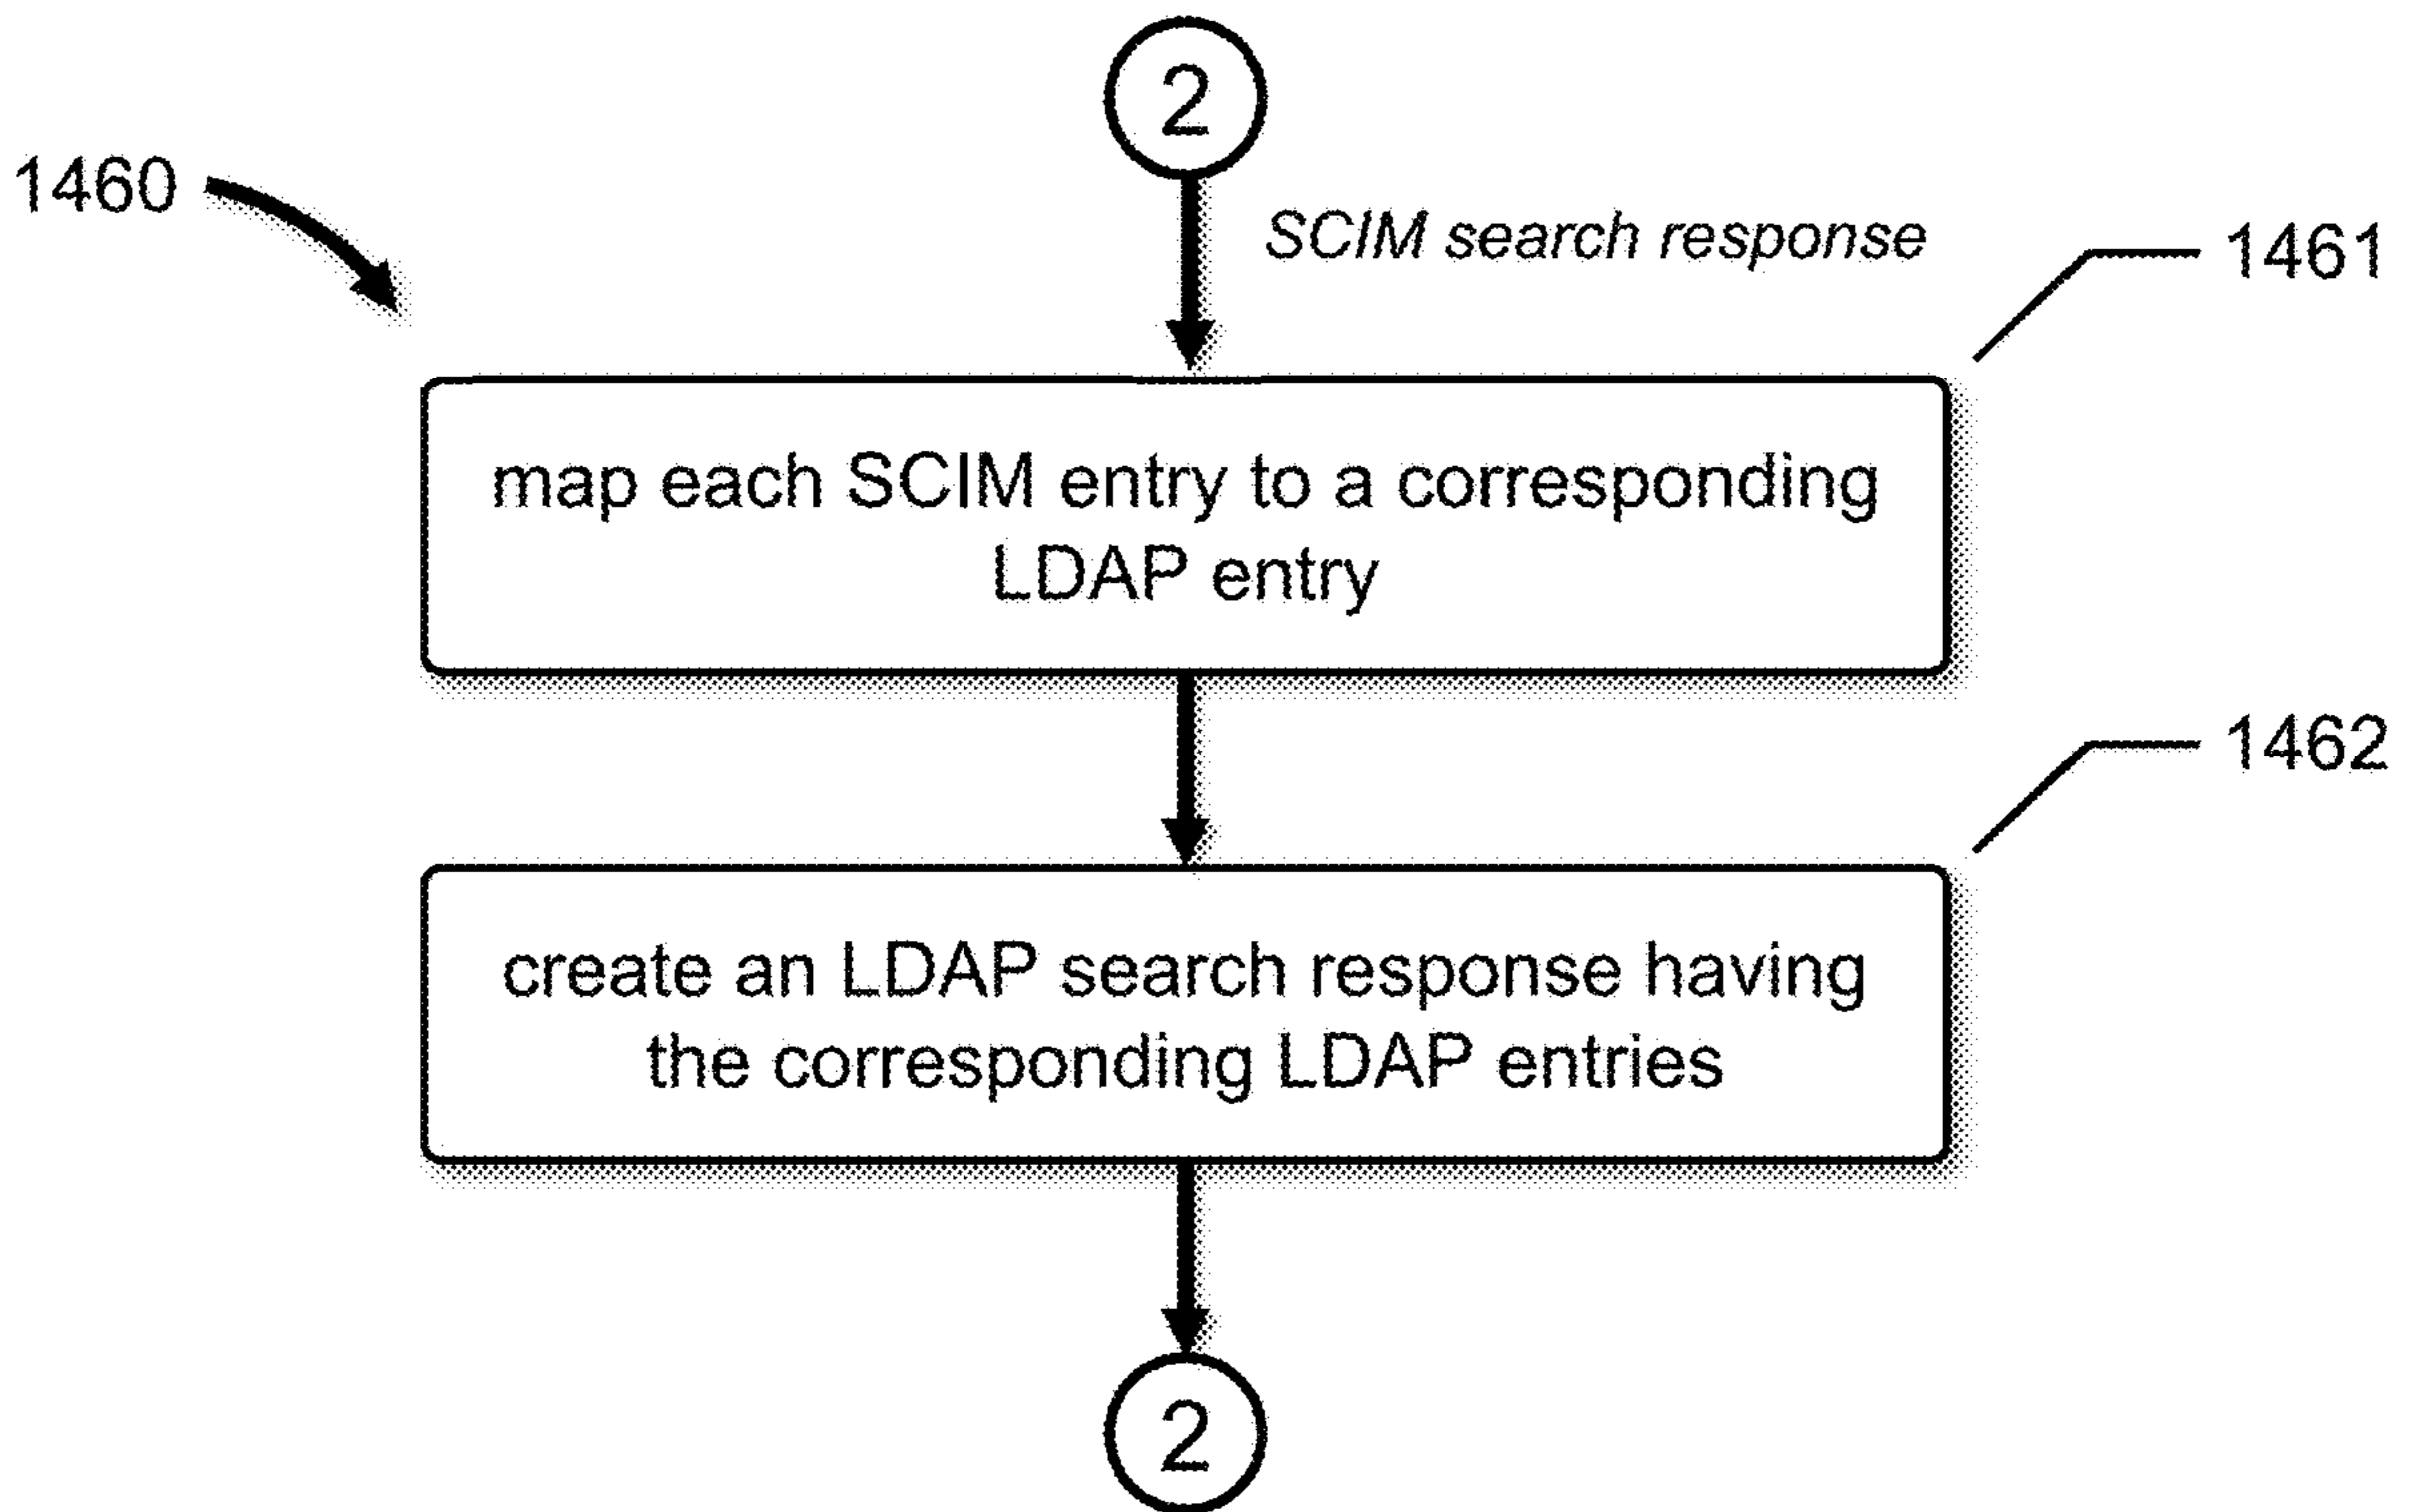 2
1460
SCIM search response
1461
map each SCIM entry to a corresponding
LDAP entry
1462
create an LDAP search response having
the corresponding LDAP entries
2